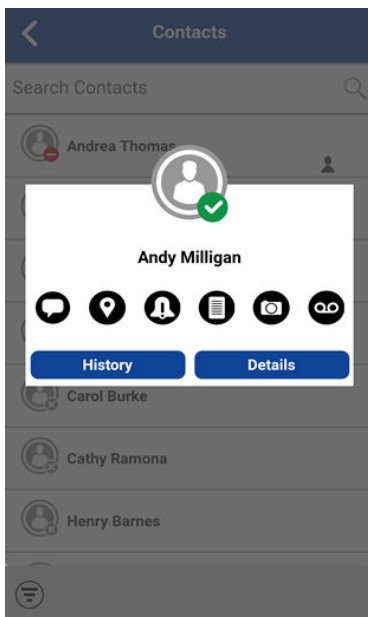 Contacts
Search Contacts
Andrea Thomas
Andy Milligan
History
Details
Carol Burke
Cathy Ramona
Henry Barnes